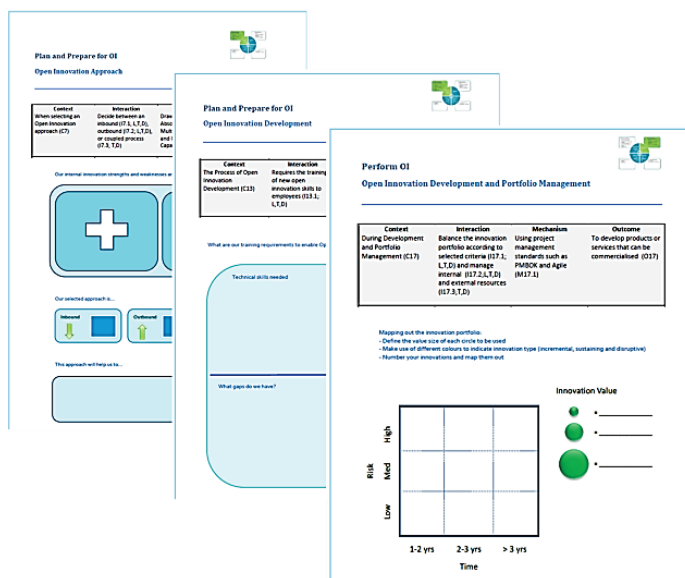 Plan and Prepare for OI
Open Innovation Approach
Context
When selecting an
Open Innovation
approach (C7)
Interaction
Decide between an
inbound (I7.1, I,T,D),
outbound (I7.2; I,T,D),
or coupled process
(I7.3, T,D)
Our internal innovation strengths and weaknesses
Our selected approach is...
Inbound
Outbound
This approach will help us to...
Plan and Prepare for OI
Open Innovation Development
Context
The Process of Open
Innovation
Development (C13)
Interaction
Requires the training
of new open
innovation skills to
employees (I13.1;
I,T,D)
What are our training requirements to enable
Technical skills needed
What gaps do we have?
Perform OI
Open Innovation Development and Portfolio Management
Context
During Development
and Portfolio
Management (C17)
Interaction
Balance the innovation
portfolio according to
selected criteria (I17.1;
I,T,D) and manage
internal (I17.2,I,T,D)
and external resources
(I17.3,T,D)
Mechanism
Using project
management
standards such as
PMBOK and Agile
(M17.1)
Outcome
To develop products or
services that can be
commercialised (O17)
Mapping out the innovation portfolio:
- Define the value size of each circle to be used
- Make use of different colours to indicate innovation type (incremental, sustaining and disruptive)
- Number your innovations and map them out
Innovation Value
=
=
=
Risk
High
Med
Low
1-2 yrs 2-3 yrs > 3 yrs
Time